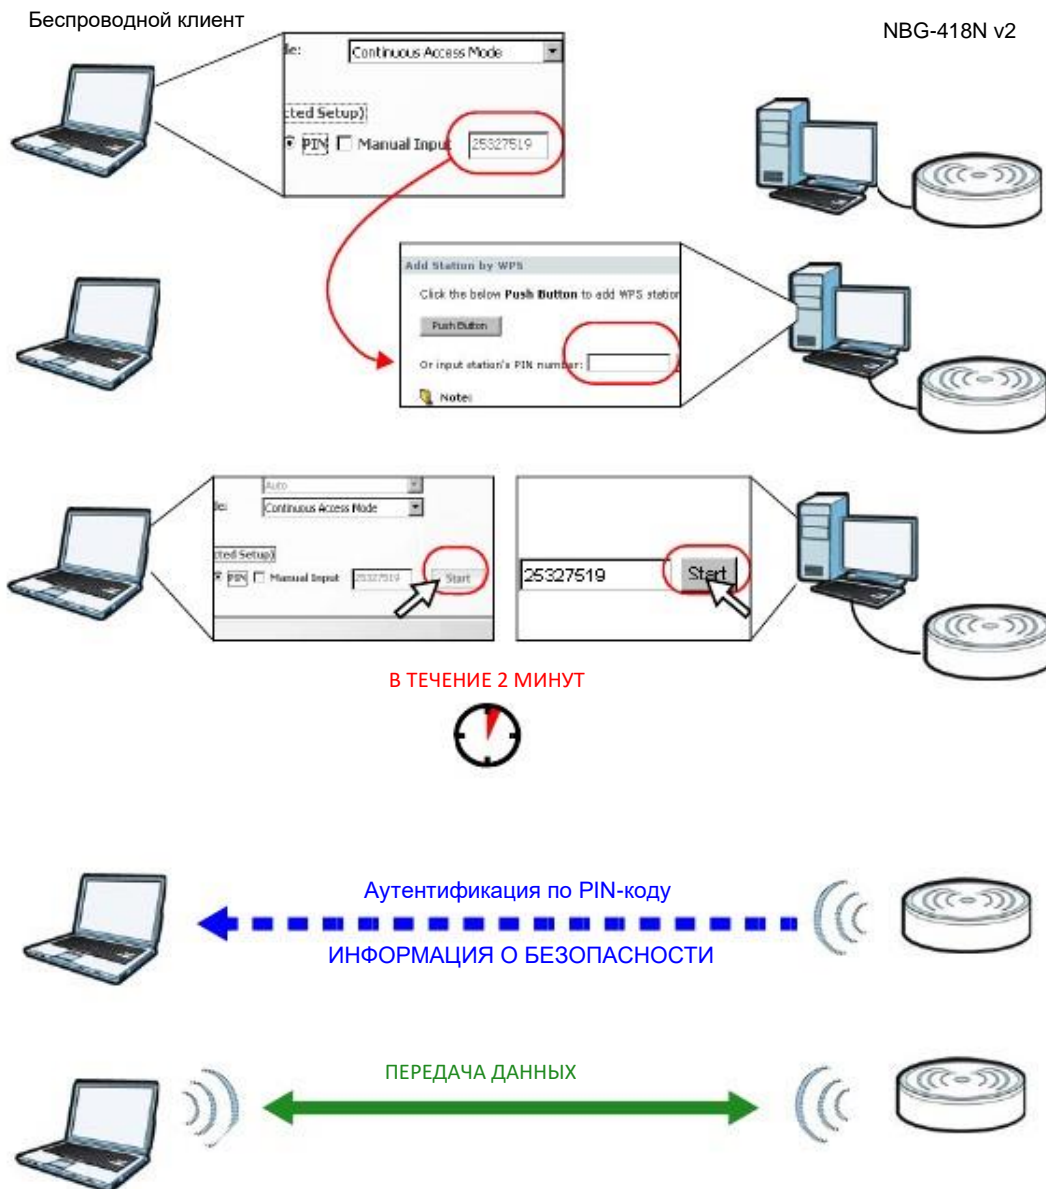 Беспроводной клиент
NBG-418N v2
de:
Continuous Access Mode
cted Setup)
PIN
Manual Input
25327519
Add Station by WPS
Click the below Push Button to add WPS station
Push Button
Or input station's PIN number:
Note:
Auto
de:
Continuous Access Mode
cted Setup)
PIN
Manual Input
25327519
Start
25327519
Start
В ТЕЧЕНИЕ 2 МИНУТ
Аутентификация по PIN-коду
ИНФОРМАЦИЯ О БЕЗОПАСНОСТИ
ПЕРЕДАЧА ДАННЫХ